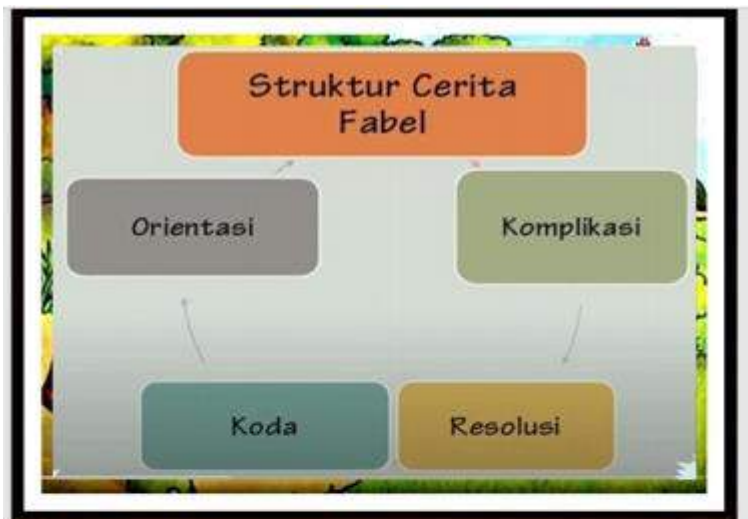 Struktur Cerita
Fabel
Orientasi
Komplikasi
Koda
Resolusi